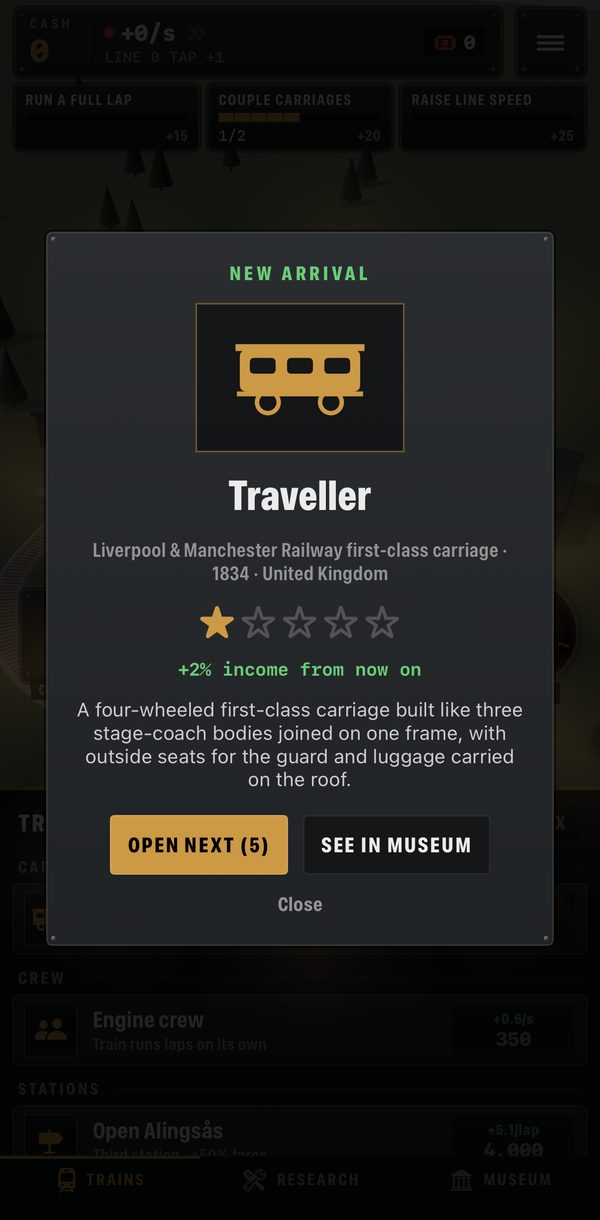 CASH
0
+0/s
LINE 0 TAP +1
0
RUN A FULL LAP
+15
COUPLE CARRIAGES
1/2
+20
RAISE LINE SPEED
+25
NEW ARRIVAL
Traveller
Liverpool & Manchester Railway first-class carriage ·
1834 · United Kingdom
+2% income from now on
A four-wheeled first-class carriage built like three
stage-coach bodies joined on one frame, with
outside seats for the guard and luggage carried
on the roof.
OPEN NEXT (5)
SEE IN MUSEUM
Close
CREW
Engine crew
Train runs laps on its own
+0.6/s
350
STATIONS
Open Alingsås
Third station · +50% fares
+5.1/lap
4,000
TRAINS
RESEARCH
MUSEUM